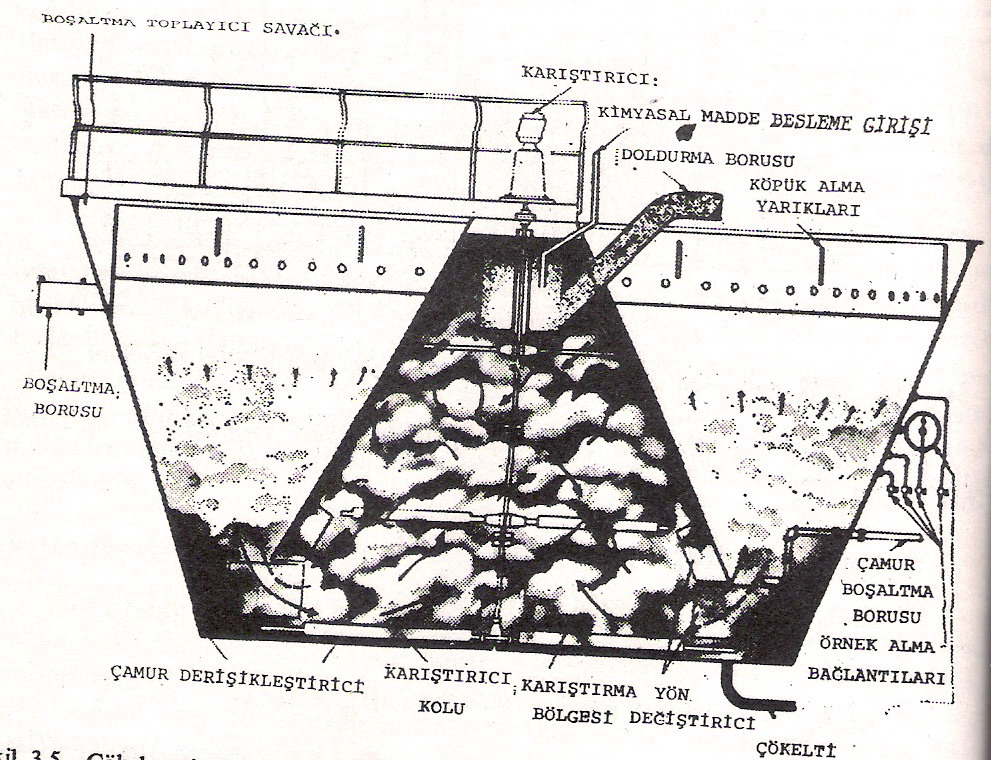 BOŞALTMA TOPLAYICI SAVAĞI.
KARIŞTIRICI:
KİMYASAL MADDE BESLEME GİRİŞİ
DOLDURMA BORUSU
KÖPÜK ALMA
YARIKLARI
BOŞALTMA
BORUSU
ÇAMUR
BOŞALTMA
BORUSU
ÖRNEK ALMA
BAĞLANTILARI
ÇAMUR DERİŞİKLEŞTİRİCİ
KARIŞTIRICI
KOLU
KARIŞTIRMA
BÖLGESİ
YÖN
DEĞİŞTİRİCİ
ÇÖKELTİ
3.5